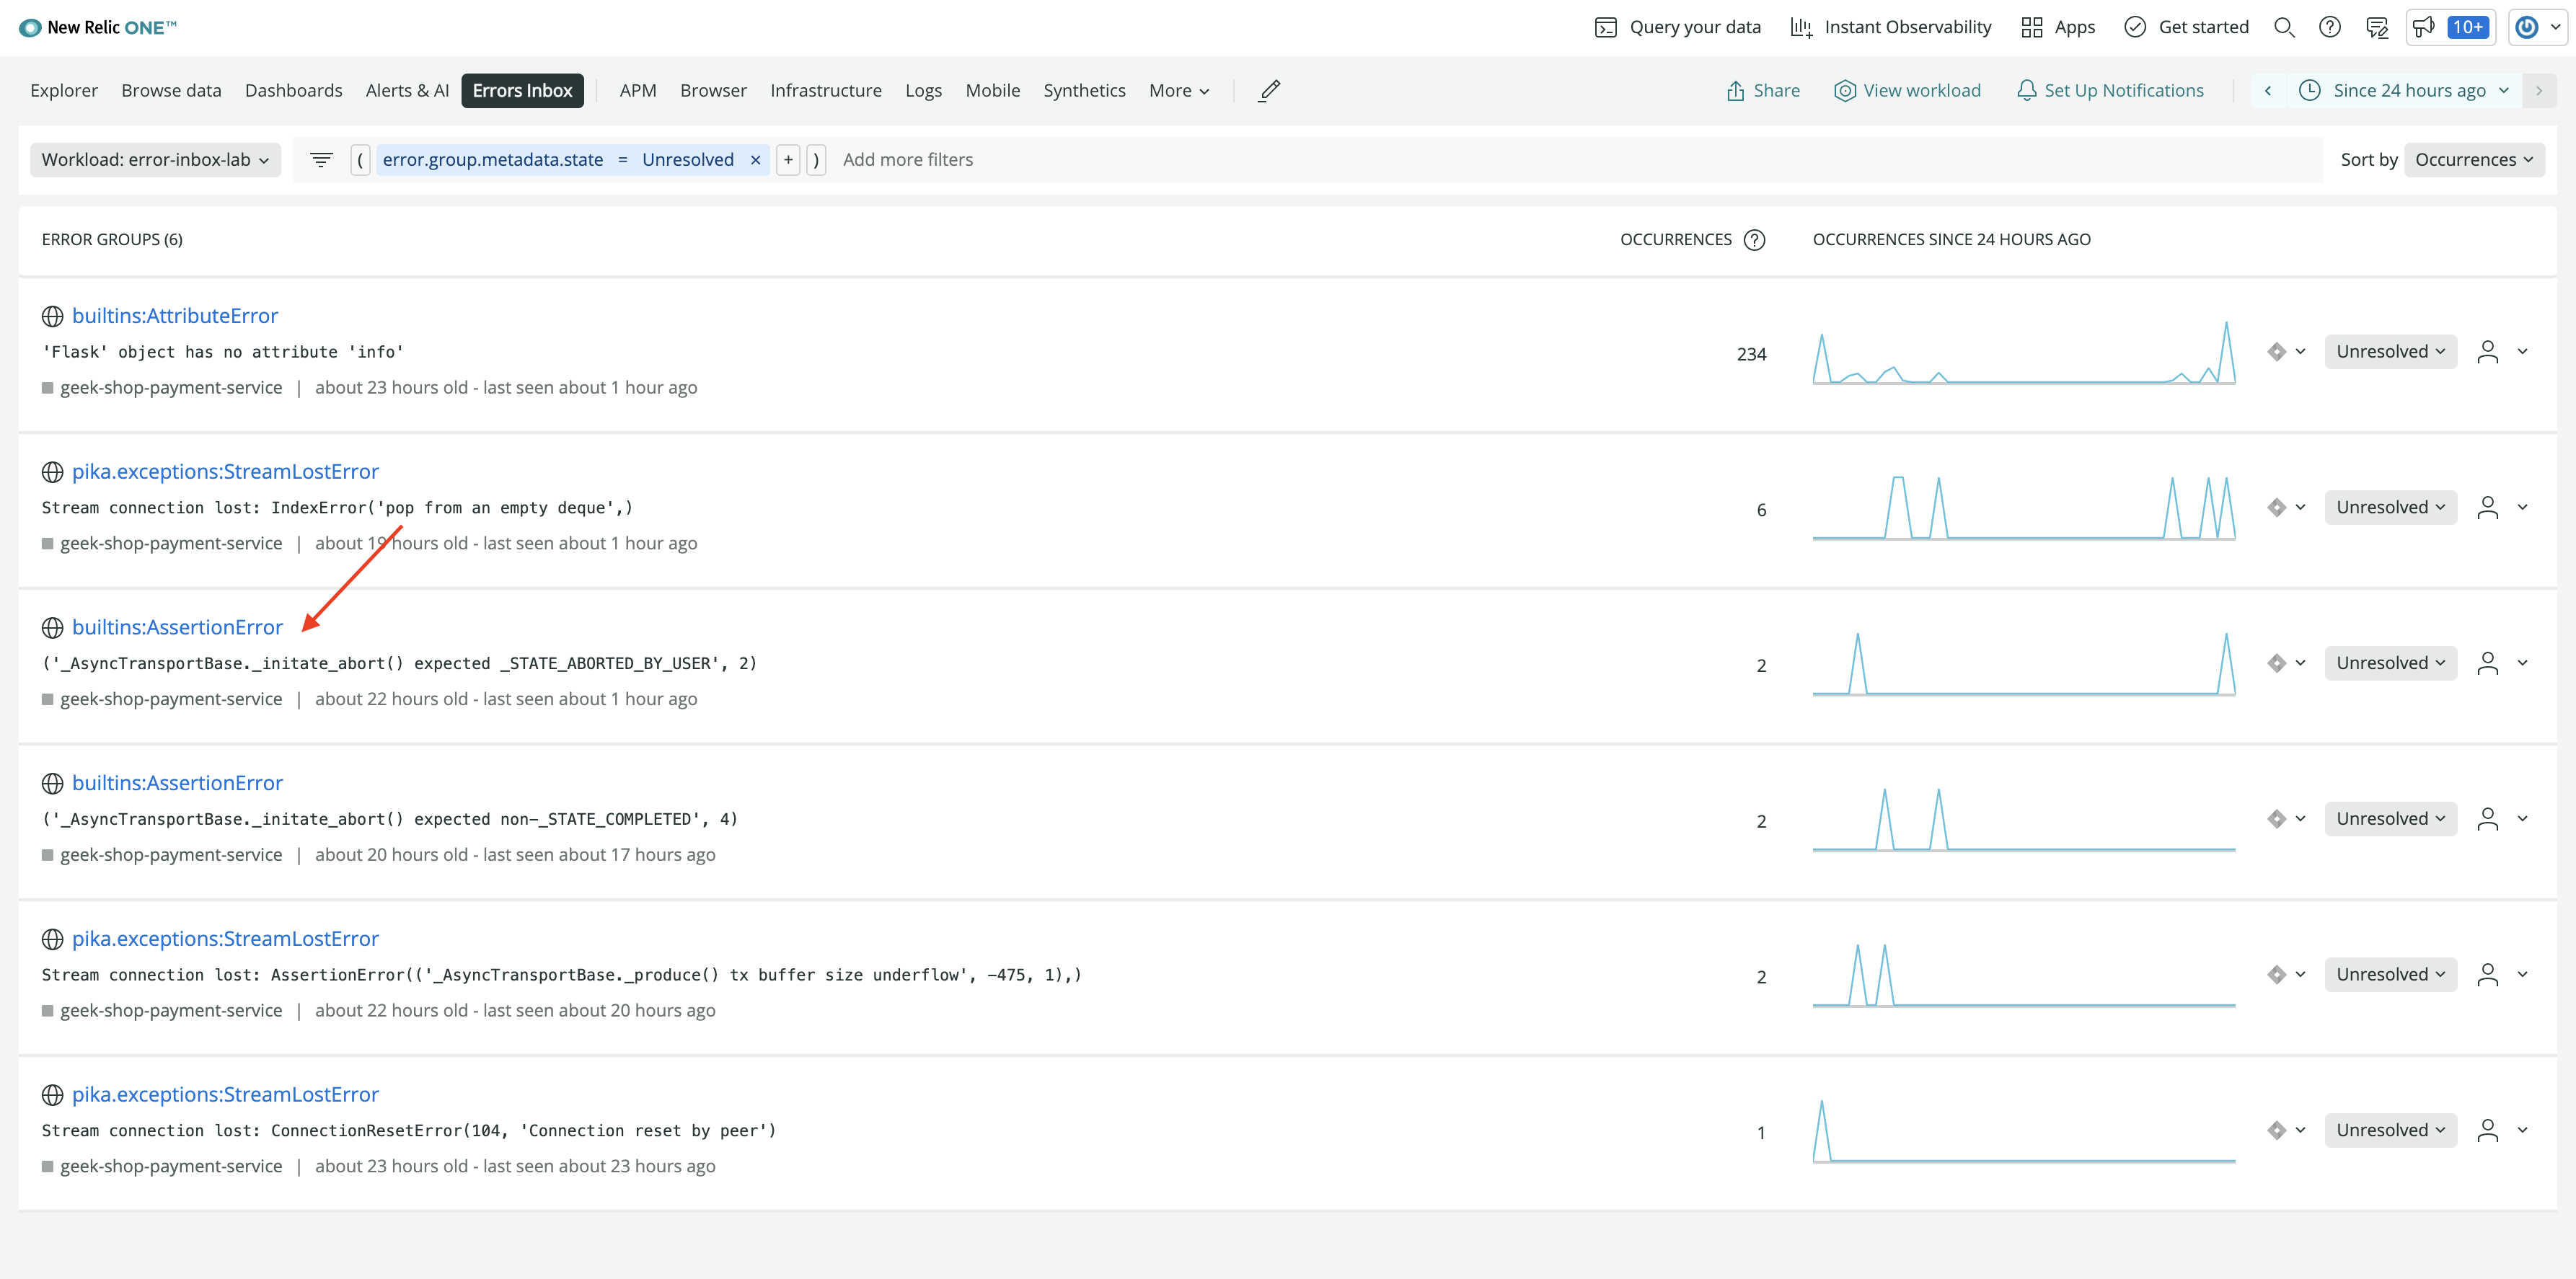 New Relic ONE™ Query your data Instant Observability Apps Get started 10+
Explorer Browse data Dashboards Alerts & AI Errors Inbox APM Browser Infrastructure Logs Mobile Synthetics More Share View workload Set Up Notifications Since 24 hours ago
Workload: error-inbox-lab ( error.group.metadata.state = Unresolved × + ) Add more filters Sort by Occurrences
ERROR GROUPS (6) OCCURRENCES ? OCCURRENCES SINCE 24 HOURS AGO
builtins:AttributeError
'Flask' object has no attribute 'info' 234 Unresolved
geek-shop-payment-service | about 23 hours old - last seen about 1 hour ago
pika.exceptions:StreamLostError
Stream connection lost: IndexError('pop from an empty deque',) 6 Unresolved
geek-shop-payment-service | about 19 hours old - last seen about 1 hour ago
builtins:AssertionError
('_AsyncTransportBase._initate_abort() expected _STATE_ABORTED_BY_USER', 2) 2 Unresolved
geek-shop-payment-service | about 22 hours old - last seen about 1 hour ago
builtins:AssertionError
('_AsyncTransportBase._initate_abort() expected non-_STATE_COMPLETED', 4) 2 Unresolved
geek-shop-payment-service | about 20 hours old - last seen about 17 hours ago
pika.exceptions:StreamLostError
Stream connection lost: AssertionError(('_AsyncTransportBase._produce() tx buffer size underflow', -475, 1),) 2 Unresolved
geek-shop-payment-service | about 22 hours old - last seen about 20 hours ago
pika.exceptions:StreamLostError
Stream connection lost: ConnectionResetError(104, 'Connection reset by peer') 1 Unresolved
geek-shop-payment-service | about 23 hours old - last seen about 23 hours ago